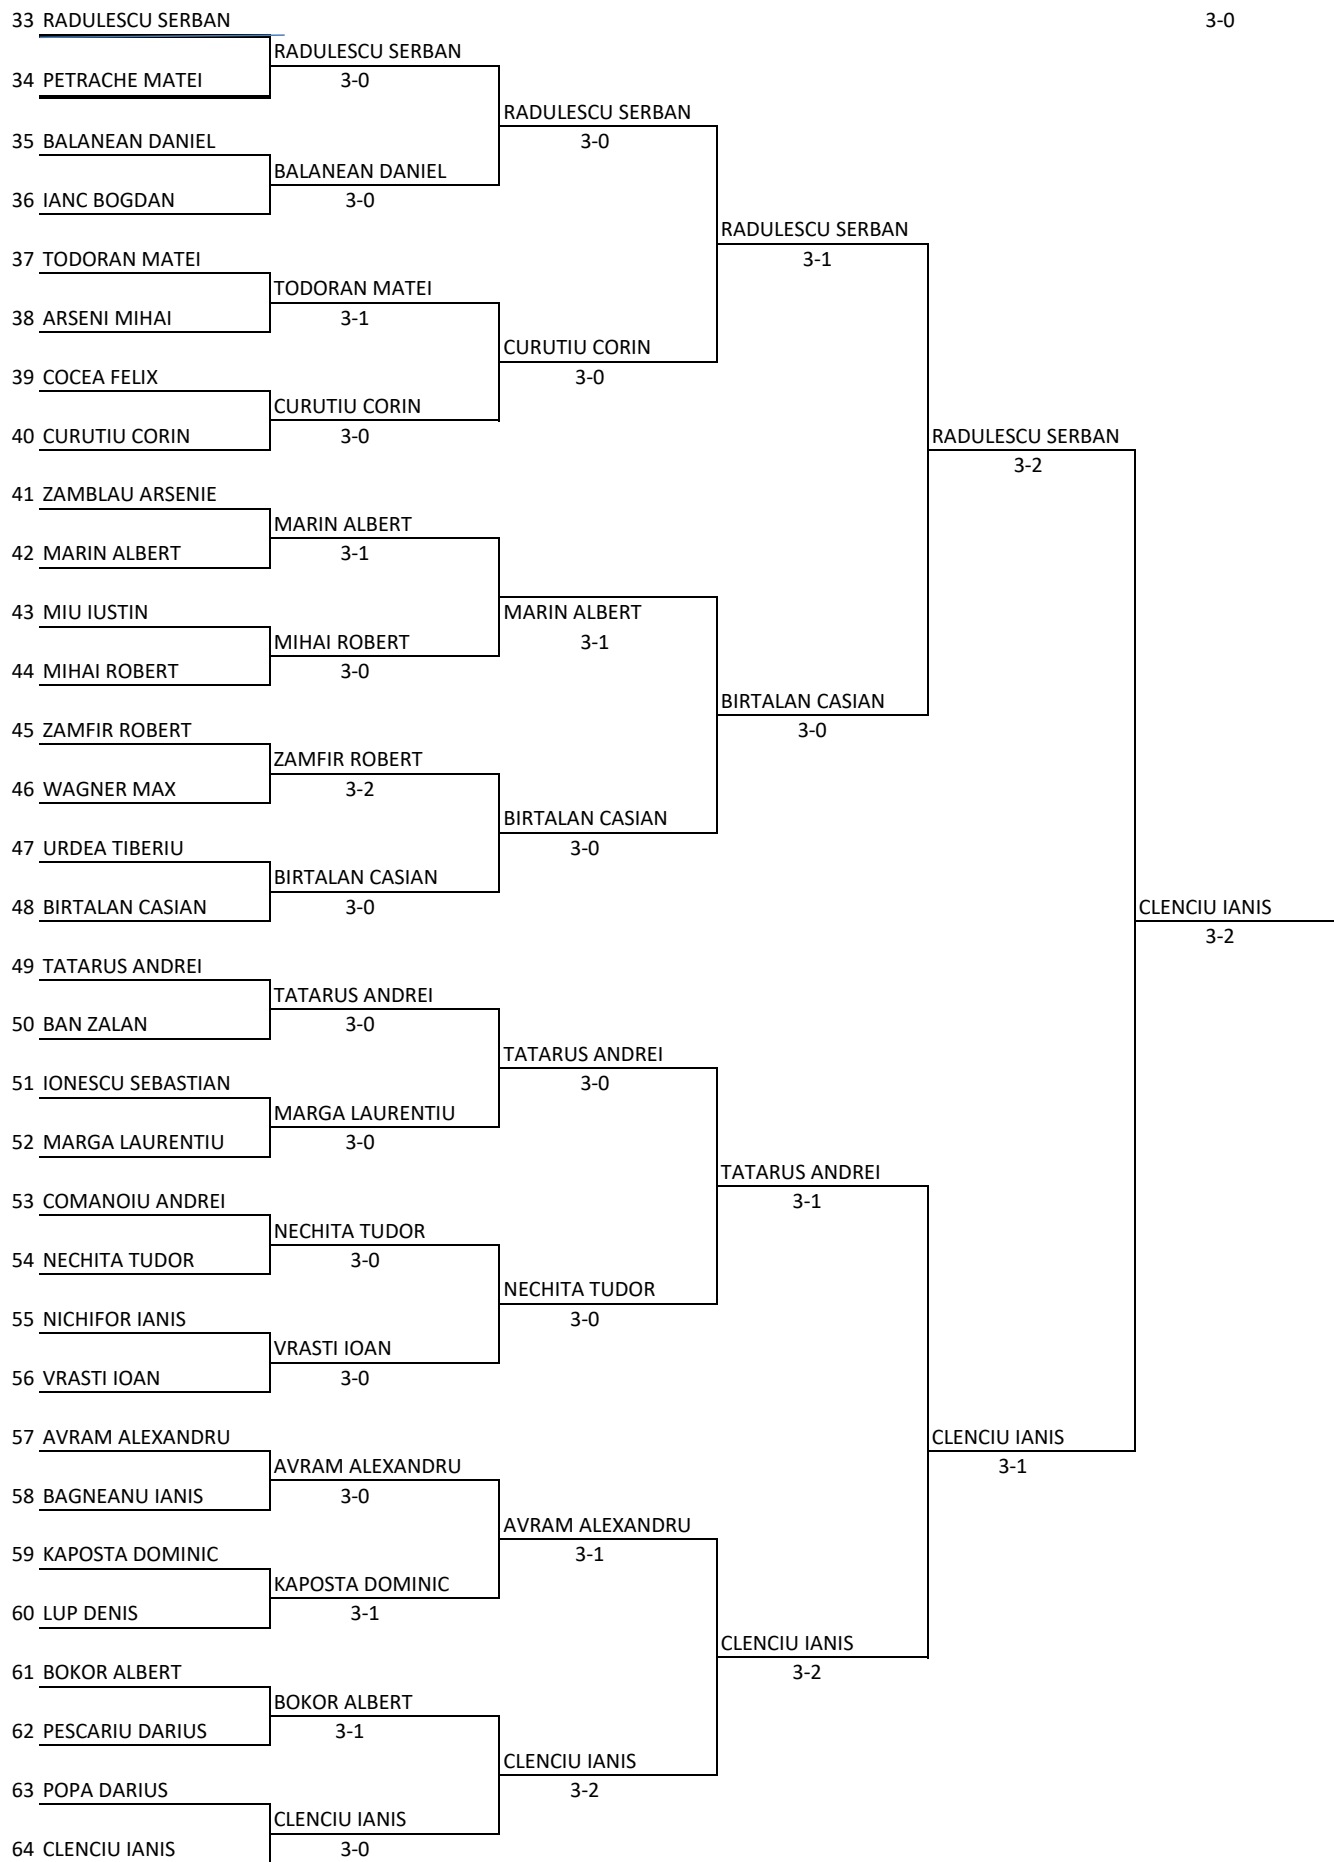 33 RADULESCU SERBAN 3-0
RADULESCU SERBAN
34 PETRACHE MATEI 3-0
RADULESCU SERBAN
35 BALANEAN DANIEL 3-0
BALANEAN DANIEL
36 IANC BOGDAN 3-0
RADULESCU SERBAN
37 TODORAN MATEI 3-1
TODORAN MATEI
38 ARSENI MIHAI 3-1
CURUTIU CORIN
39 COCEA FELIX 3-0
CURUTIU CORIN
40 CURUTIU CORIN 3-0 RADULESCU SERBAN
3-2
41 ZAMBLAU ARSENIE
MARIN ALBERT
42 MARIN ALBERT 3-1
43 MIU IUSTIN MARIN ALBERT
MIHAI ROBERT 3-1
44 MIHAI ROBERT 3-0
BIRTALAN CASIAN
45 ZAMFIR ROBERT 3-0
ZAMFIR ROBERT
46 WAGNER MAX 3-2
BIRTALAN CASIAN
47 URDEA TIBERIU 3-0
BIRTALAN CASIAN
48 BIRTALAN CASIAN 3-0 CLENCIU IANIS
3-2
49 TATARUS ANDREI
TATARUS ANDREI
50 BAN ZALAN 3-0
TATARUS ANDREI
51 IONESCU SEBASTIAN 3-0
MARGA LAURENTIU
52 MARGA LAURENTIU 3-0
TATARUS ANDREI
53 COMANOIU ANDREI 3-1
NECHITA TUDOR
54 NECHITA TUDOR 3-0
NECHITA TUDOR
55 NICHIFOR IANIS 3-0
VRASTI IOAN
56 VRASTI IOAN 3-0
57 AVRAM ALEXANDRU CLENCIU IANIS
AVRAM ALEXANDRU 3-1
58 BAGNEANU IANIS 3-0
AVRAM ALEXANDRU
59 KAPOSTA DOMINIC 3-1
KAPOSTA DOMINIC
60 LUP DENIS 3-1
CLENCIU IANIS
61 BOKOR ALBERT 3-2
BOKOR ALBERT
62 PESCARIU DARIUS 3-1
CLENCIU IANIS
63 POPA DARIUS 3-2
CLENCIU IANIS
64 CLENCIU IANIS 3-0